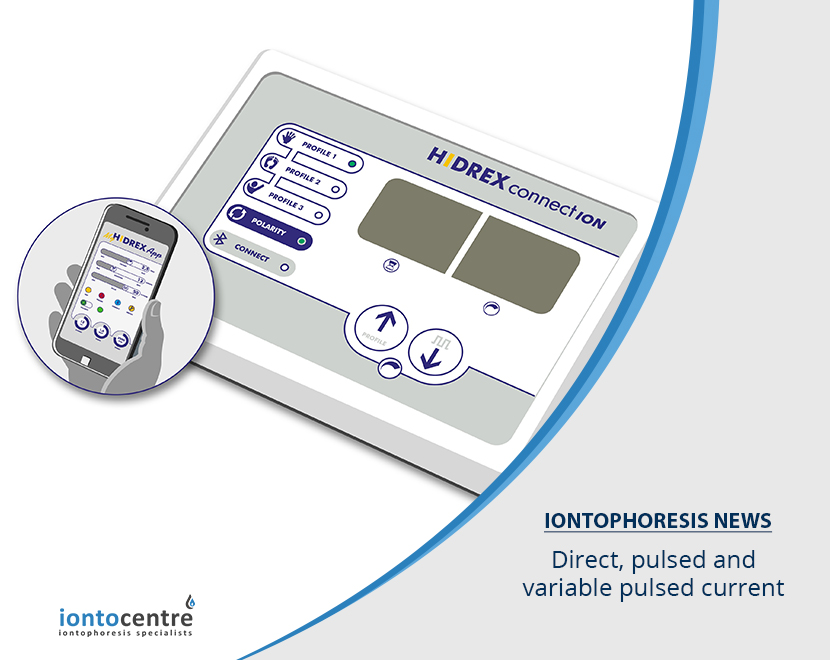 HIDREX connectION
PROFILE 1
PROFILE 2
PROFILE 3
POLARITY
CONNECT
HIDREX App
PROFILE
IONTOPHORESIS NEWS
Direct, pulsed and
variable pulsed current
iontocentre
iontophoresis specialists